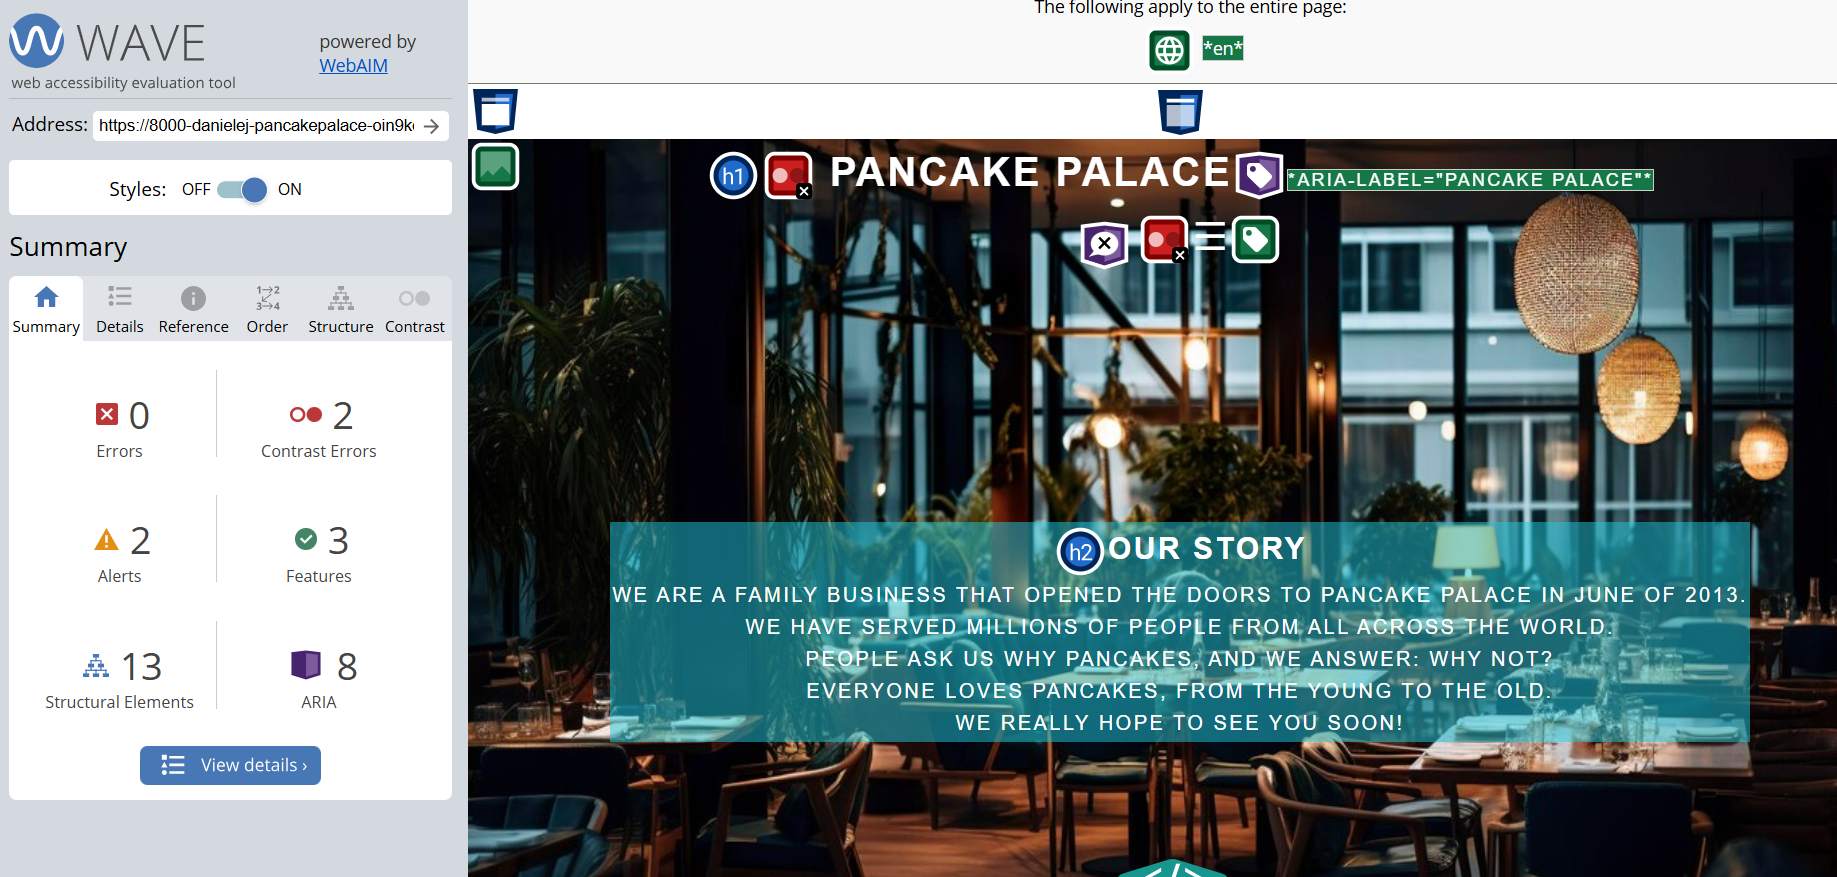 WAVE
web accessibility evaluation tool
powered by
WebAIM
Address: https://8000-danielej-pancakepalace-oin9k
Styles: OFF ON
Summary
Summary Details Reference Order Structure Contrast
0
Errors
2
Contrast Errors
2
Alerts
3
Features
13
Structural Elements
8
ARIA
View details ›
The following apply to the entire page:
*en*
h1 PANCAKE PALACE *ARIA-LABEL="PANCAKE PALACE"*
h2 OUR STORY
WE ARE A FAMILY BUSINESS THAT OPENED THE DOORS TO PANCAKE PALACE IN JUNE OF 2013.
WE HAVE SERVED MILLIONS OF PEOPLE FROM ALL ACROSS THE WORLD.
PEOPLE ASK US WHY PANCAKES, AND WE ANSWER: WHY NOT?
EVERYONE LOVES PANCAKES, FROM THE YOUNG TO THE OLD.
WE REALLY HOPE TO SEE YOU SOON!